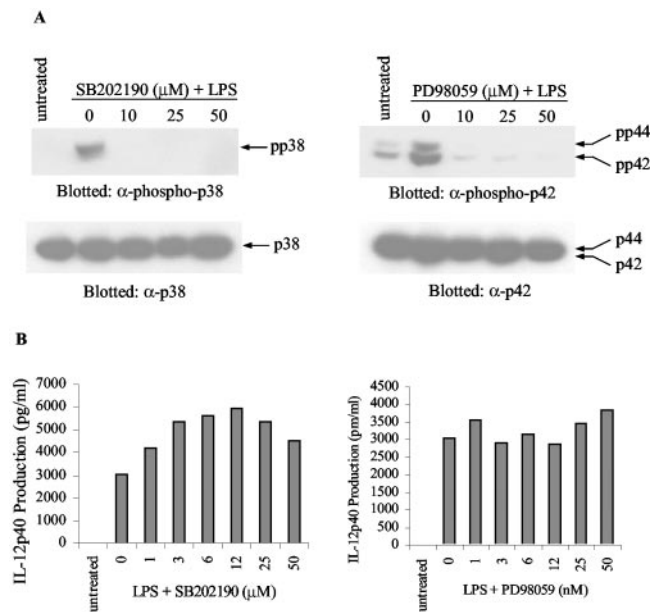 A
untreated
SB202190 (μM) + LPS
0 10 25 50
pp38
Blotted: α-phospho-p38
p38
Blotted: α-p38
untreated
PD98059 (μM) + LPS
0 10 25 50
pp44
pp42
Blotted: α-phospho-p42
p44
p42
Blotted: α-p42
B
IL-12p40 Production (pg/ml)
7000
6000
5000
4000
3000
2000
1000
0
untreated
0 1 3 6 12 25 50
LPS + SB202190 (μM)
IL-12p40 Production (pm/ml)
4500
4000
3500
3000
2500
2000
1500
1000
500
0
untreated
0 1 3 6 12 25 50
LPS + PD98059 (nM)